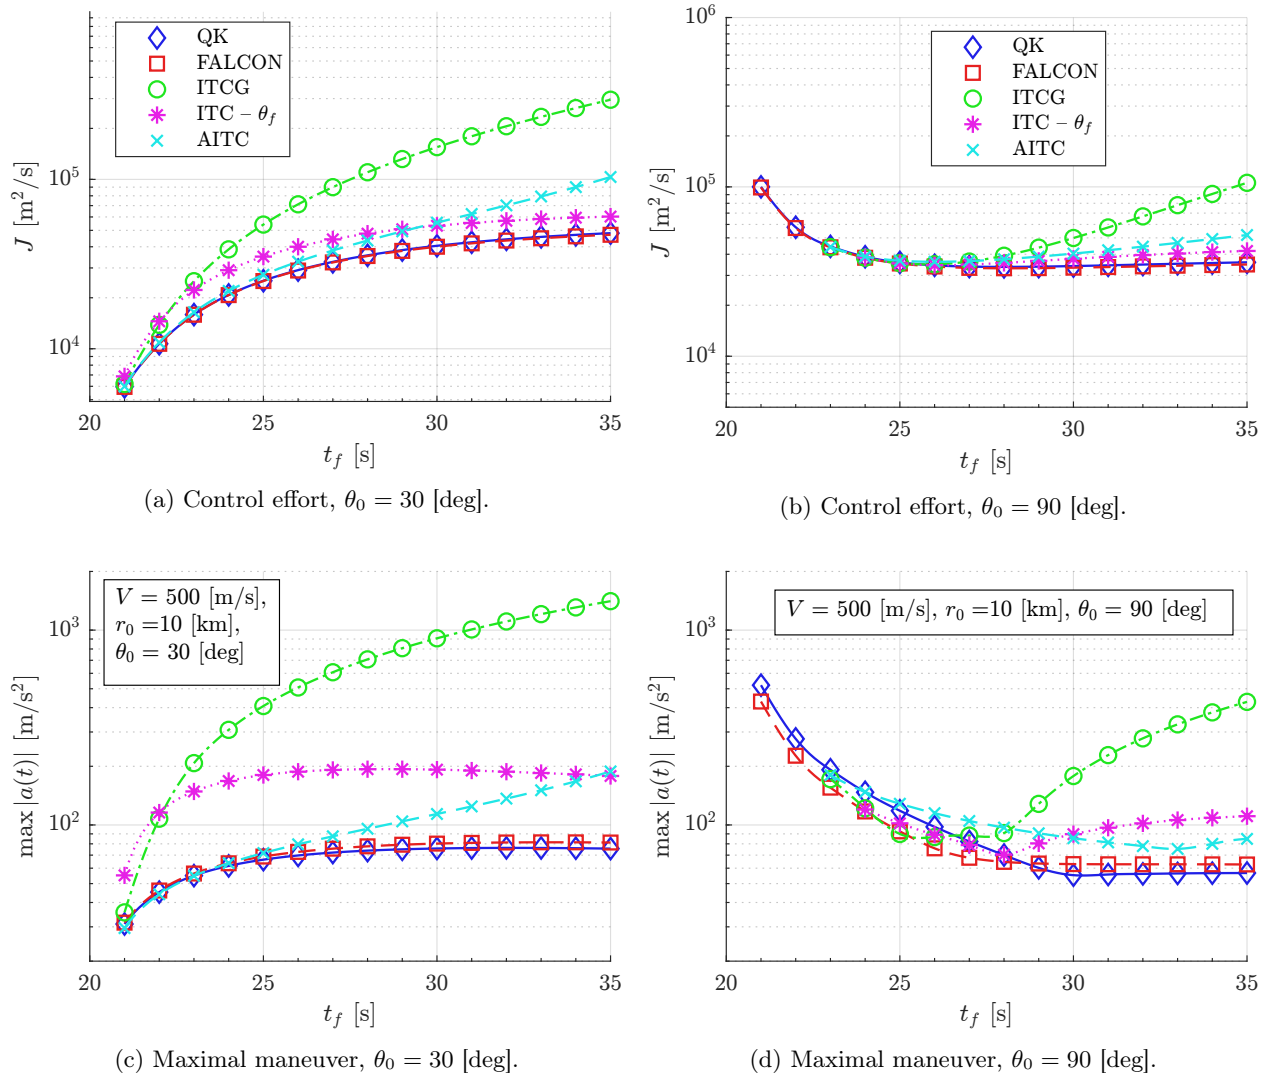 QK
FALCON
ITCG
ITC – θ_f
AITC
10^5
10^4
J [m^2/s]
20 25 30 35
t_f [s]
(a) Control effort, θ_0 = 30 [deg].
10^6
QK
FALCON
ITCG
ITC – θ_f
AITC
10^5
10^4
J [m^2/s]
20 25 30 35
t_f [s]
(b) Control effort, θ_0 = 90 [deg].
V = 500 [m/s],
r_0 =10 [km],
θ_0 = 30 [deg]
10^3
10^2
max |a(t)| [m/s^2]
20 25 30 35
t_f [s]
(c) Maximal maneuver, θ_0 = 30 [deg].
V = 500 [m/s], r_0 =10 [km], θ_0 = 90 [deg]
10^3
10^2
max |a(t)| [m/s^2]
20 25 30 35
t_f [s]
(d) Maximal maneuver, θ_0 = 90 [deg].